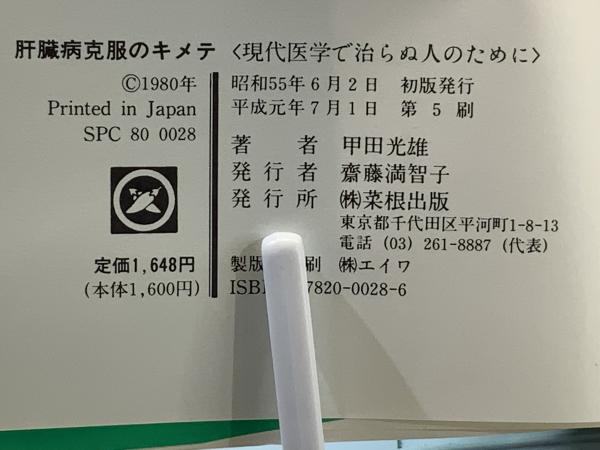 肝臓病克服のキメテ 〈現代医学で治らぬ人のために〉
©1980年
Printed in Japan
SPC 80 0028
定価1,648円
(本体1,600円)
昭和55年6月2日 初版発行
平成元年7月1日 第5刷
著者 甲田光雄
発行者 齋藤満智子
発行所 ㈱菜根出版
東京都千代田区平河町1-8-13
電話 (03) 261-8887 (代表)
製版 刷 ㈱エイワ
ISB 7820-0028-6